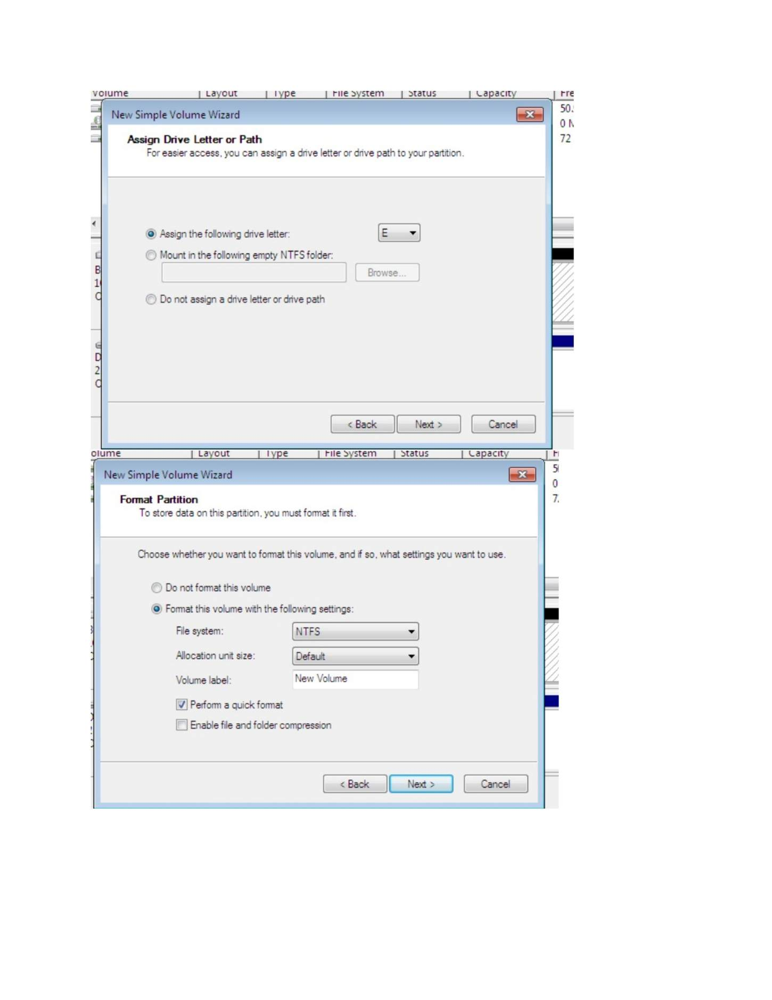 Volume Layout Type File System Status Capacity Fre
New Simple Volume Wizard
50.
0 M
72
Assign Drive Letter or Path
For easier access, you can assign a drive letter or drive path to your partition.
Assign the following drive letter: E
Mount in the following empty NTFS folder:
Browse...
Do not assign a drive letter or drive path
B
10
O
D
2
O
< Back Next > Cancel
olume Layout Type File System Status Capacity F
New Simple Volume Wizard
50
0
7
Format Partition
To store data on this partition, you must format it first.
Choose whether you want to format this volume, and if so, what settings you want to use.
Do not format this volume
Format this volume with the following settings:
File system: NTFS
Allocation unit size: Default
Volume label: New Volume
Perform a quick format
Enable file and folder compression
< Back Next > Cancel